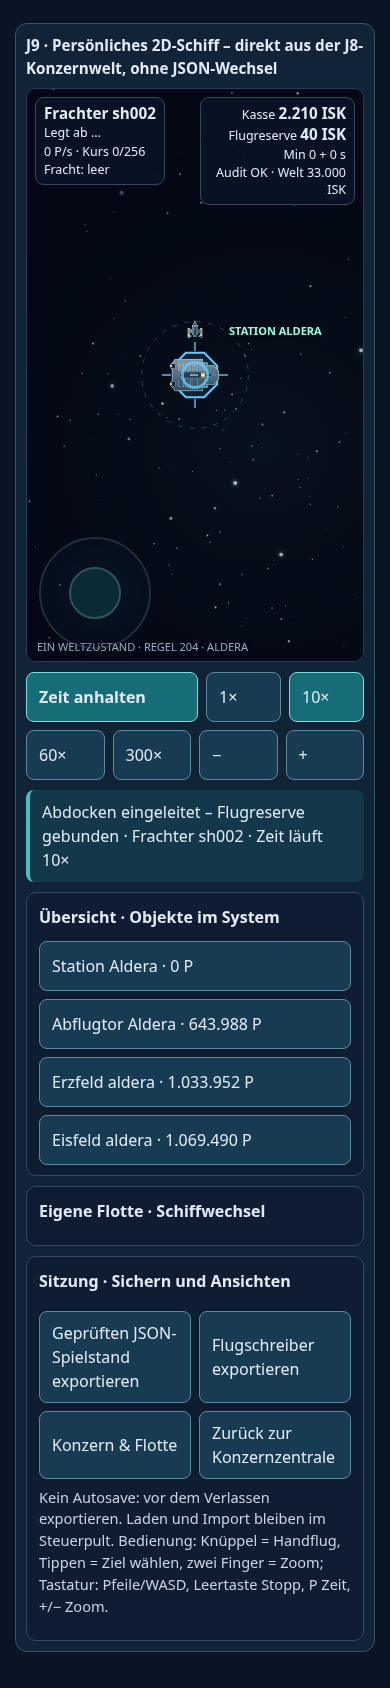 J9 · Persönliches 2D-Schiff – direkt aus der J8-
Konzernwelt, ohne JSON-Wechsel
Frachter sh002
Legt ab ...
0 P/s · Kurs 0/256
Fracht: leer
Kasse 2.210 ISK
Flugreserve 40 ISK
Min 0 + 0 s
Audit OK · Welt 33.000
ISK
STATION ALDERA
EIN WELTZUSTAND · REGEL 204 · ALDERA
Zeit anhalten
1×
10×
60×
300×
−
+
Abdocken eingeleitet – Flugreserve
gebunden · Frachter sh002 · Zeit läuft
10×
Übersicht · Objekte im System
Station Aldera · 0 P
Abflugtor Aldera · 643.988 P
Erzfeld aldera · 1.033.952 P
Eisfeld aldera · 1.069.490 P
Eigene Flotte · Schiffwechsel
Sitzung · Sichern und Ansichten
Geprüften JSON-
Spielstand
exportieren
Flugschreiber
exportieren
Konzern & Flotte
Zurück zur
Konzernzentrale
Kein Autosave: vor dem Verlassen
exportieren. Laden und Import bleiben im
Steuerpult. Bedienung: Knüppel = Handflug,
Tippen = Ziel wählen, zwei Finger = Zoom;
Tastatur: Pfeile/WASD, Leertaste Stopp, P Zeit,
+/− Zoom.